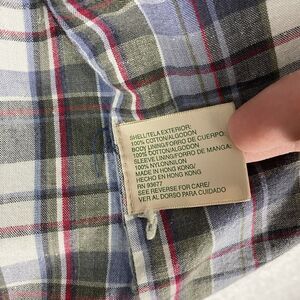 SHELL/TELA EXTERIOR:
100% COTTON/ALGODON
BODY LINING/FORRO DE CUERPO:
100% COTTON/ALGODON
SLEEVE LINING/FORRO DE MANGA:
100% NYLON/NILON
MADE IN HONG KONG/
HECHO EN HONG KONG
RN 93677
SEE REVERSE FOR CARE/
VER AL DORSO PARA CUIDADO